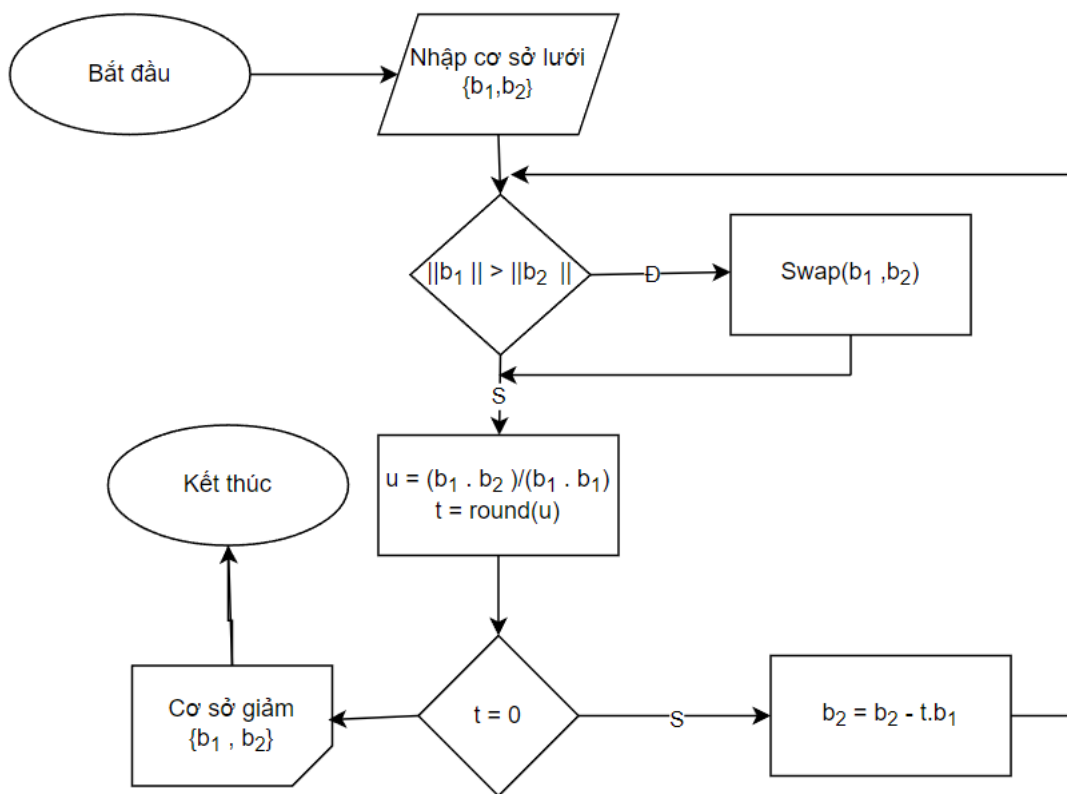 Bắt đầu
Nhập cơ sở lưới
{b₁,b₂}
||b₁ || > ||b₂ ||
Đ
Swap(b₁ ,b₂)
S
u = (b₁ . b₂ )/(b₁ . b₁)
t = round(u)
Kết thúc
Cơ sở giảm
{b₁ , b₂}
t = 0
S
b₂ = b₂ - t.b₁